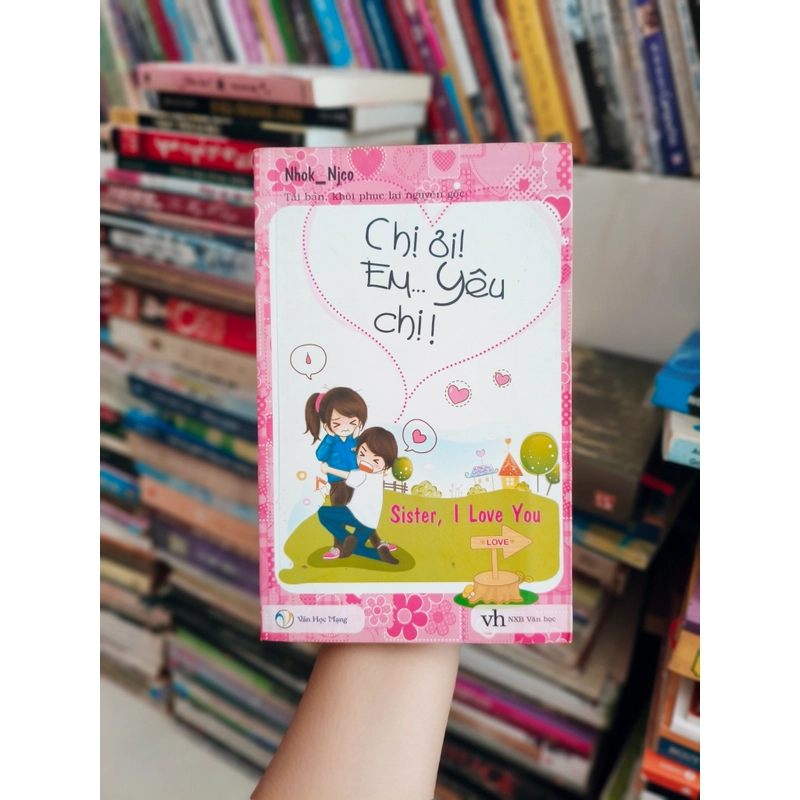 Nhok_Njco
Tái bản, khôi phục lại nguyên gốc.
Chị ơi!
Em... Yêu
chị!
Sister, I Love You
LOVE
Văn Học Mạng
vh NXB Văn học